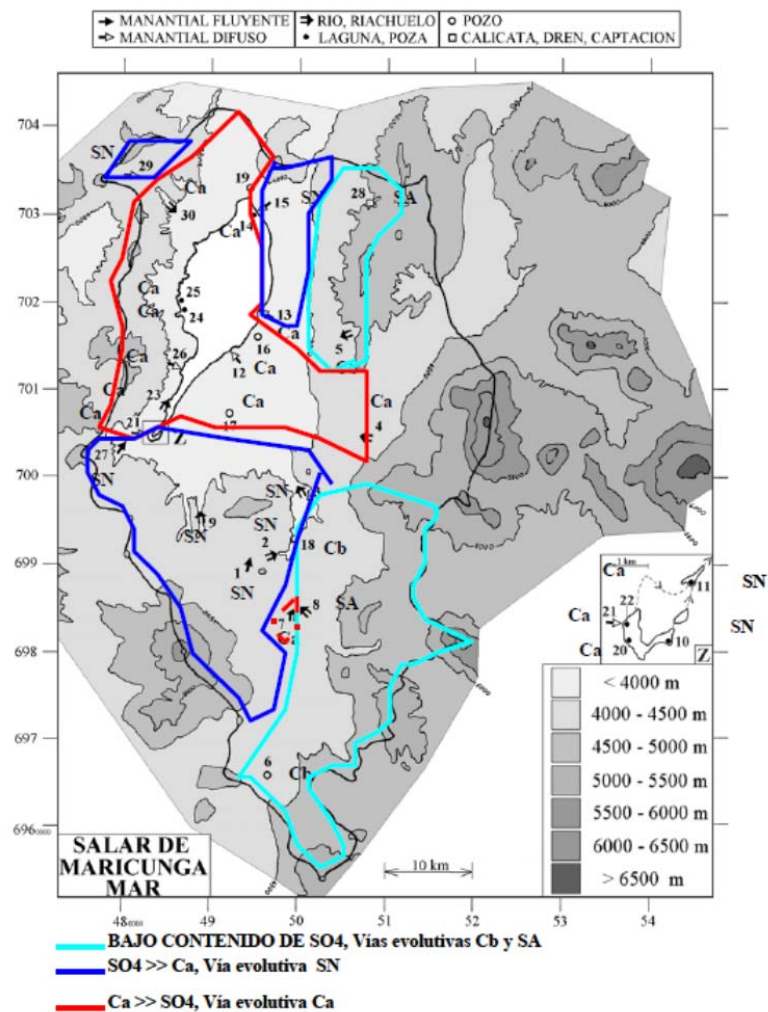 MANANTIAL FLUYENTE RIO, RIACHUELO POZO
MANANTIAL DIFUSO LAGUNA, POZA CALICATA, DREN, CAPTACION
704
SN
29
Ca
19
SN
28
SA
15
703
30
14
Ca
Ca
25
Ca
24
702
13
Ca
16
5
26
Ca
12
Ca
701
Ca
23
Ca
Ca
Ca
17
4
21
Z
700
27
SN
SN
9
SN
SN
2
18
Cb
699
1
SN
8
SA
7
Ca
698
697
6
Cb
696
1 km
Ca
11
SN
21
22
Ca
SN
Ca
20
10
Z
< 4000 m
4000 - 4500 m
4500 - 5000 m
5000 - 5500 m
5500 - 6000 m
6000 - 6500 m
> 6500 m
SALAR DE
MARICUNGA
MAR
10 km
48 49 50 51 52 53 54
BAJO CONTENIDO DE SO4, Vías evolutivas Cb y SA
SO4 >> Ca, Vía evolutiva SN
Ca >> SO4, Vía evolutiva Ca